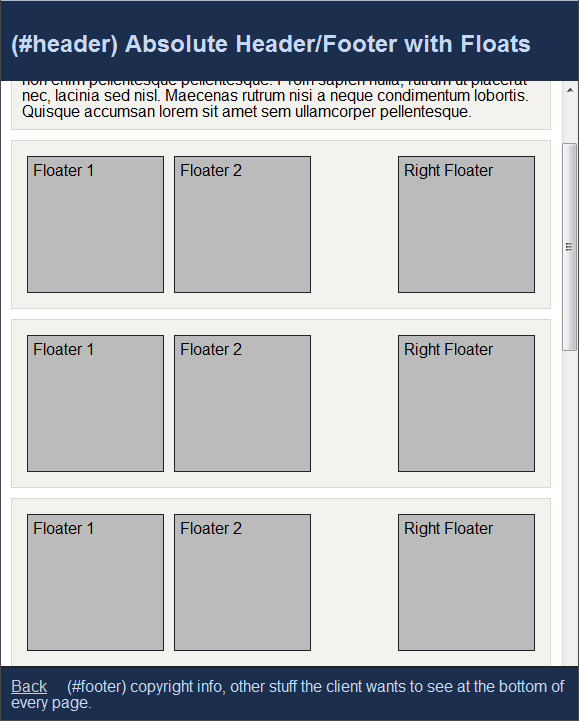 (#header) Absolute Header/Footer with Floats
non enim pellentesque pellentesque. Proin sapien nulla, rutrum ut placerat
nec, lacinia sed nisl. Maecenas rutrum nisi a neque condimentum lobortis.
Quisque accumsan lorem sit amet sem ullamcorper pellentesque.
Floater 1 Floater 2 Right Floater
Floater 1 Floater 2 Right Floater
Floater 1 Floater 2 Right Floater
Back (#footer) copyright info, other stuff the client wants to see at the bottom of
every page.